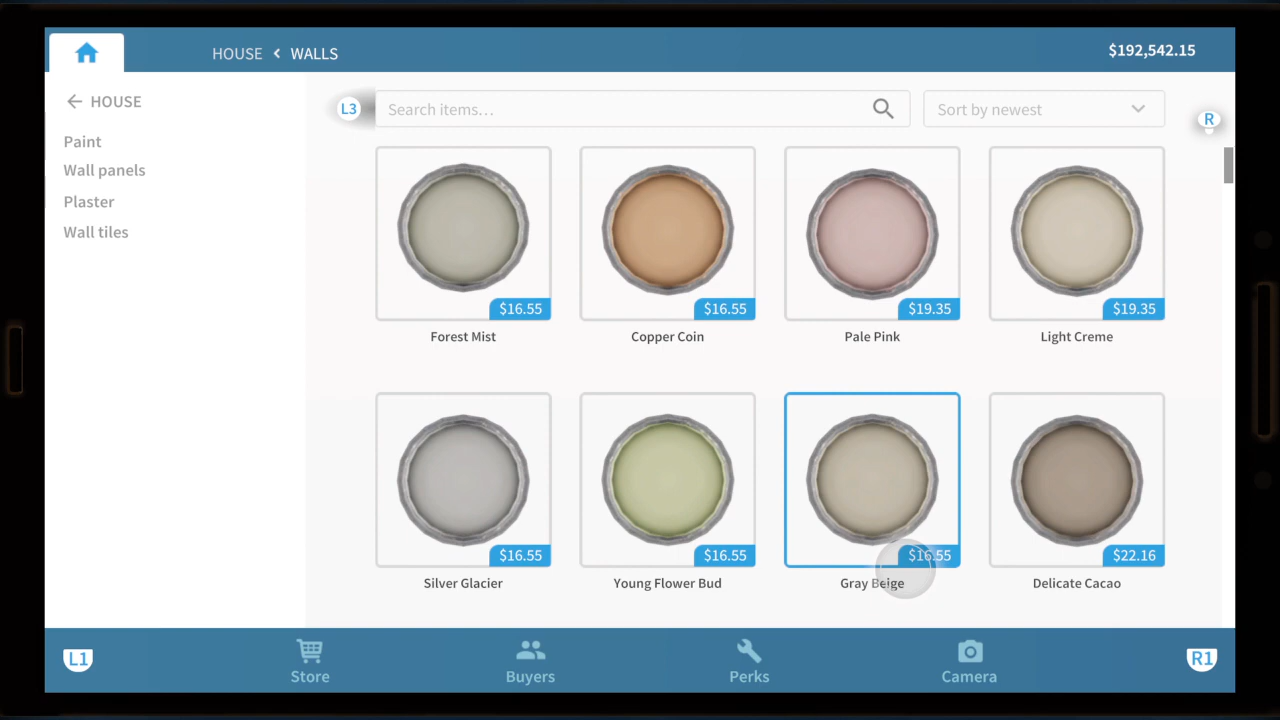 HOUSE < WALLS
$192,542.15
HOUSE
Paint
Wall panels
Plaster
Wall tiles
L3
Search items...
Sort by newest
R
$16.55
$16.55
$19.35
$19.35
Forest Mist
Copper Coin
Pale Pink
Light Creme
$16.55
$16.55
$16.55
$22.16
Silver Glacier
Young Flower Bud
Gray Beige
Delicate Cacao
L1
Store
Buyers
Perks
Camera
R1